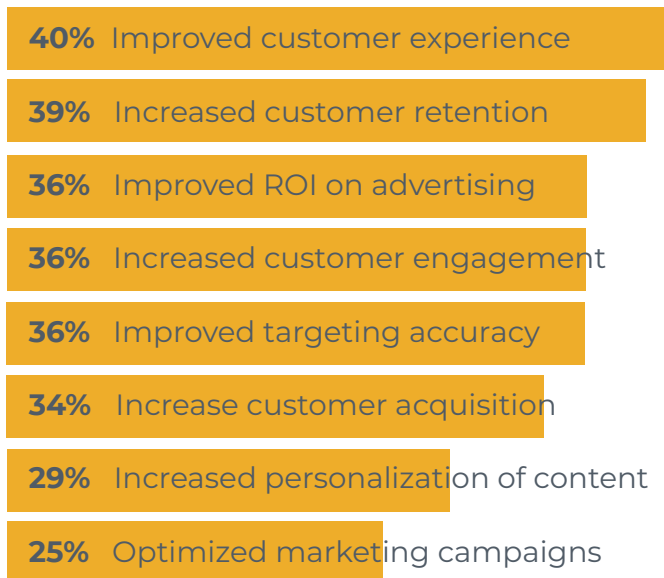 40% Improved customer experience
39% Increased customer retention
36% Improved ROI on advertising
36% Increased customer engagement
36% Improved targeting accuracy
34% Increase customer acquisition
29% Increased personalization of content
25% Optimized marketing campaigns